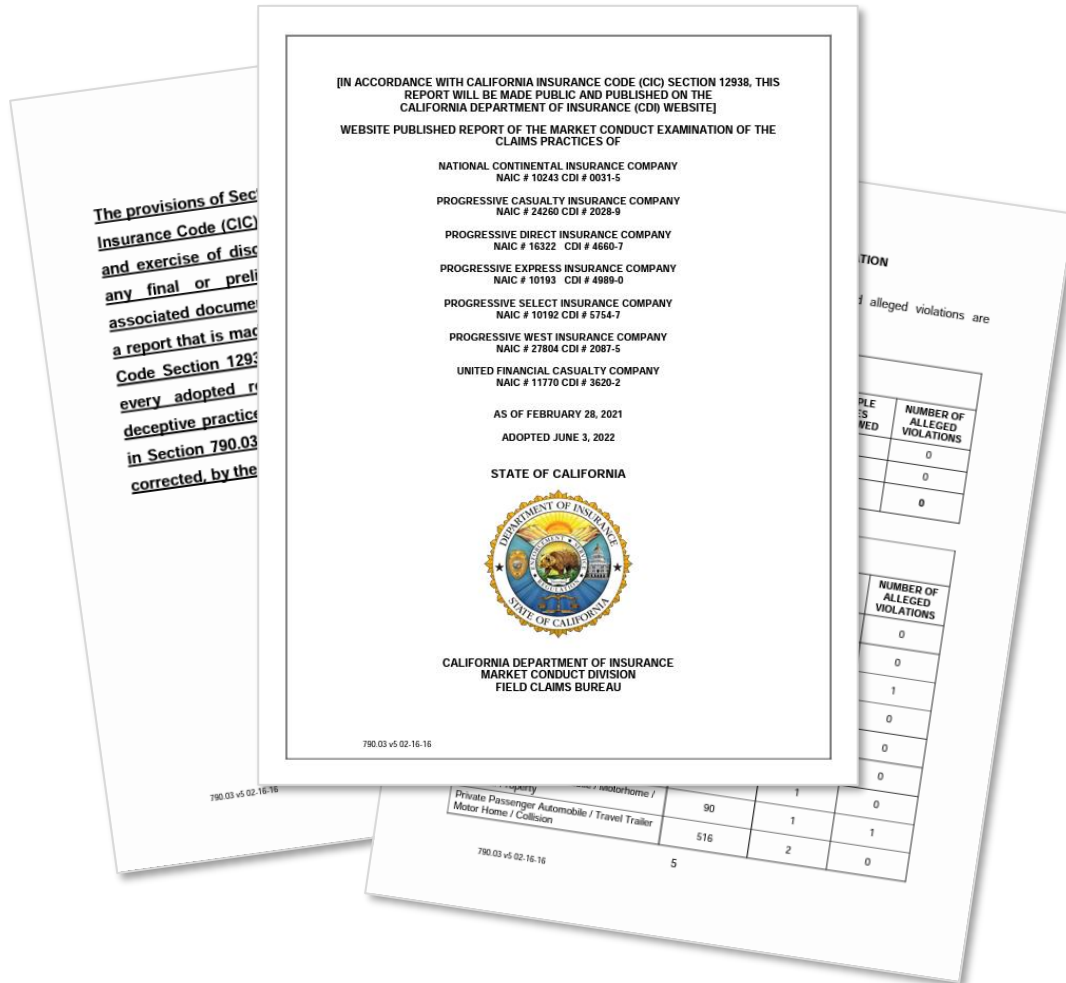 [IN ACCORDANCE WITH CALIFORNIA INSURANCE CODE (CIC) SECTION 12938, THIS
REPORT WILL BE MADE PUBLIC AND PUBLISHED ON THE
CALIFORNIA DEPARTMENT OF INSURANCE (CDI) WEBSITE]
WEBSITE PUBLISHED REPORT OF THE MARKET CONDUCT EXAMINATION OF THE
CLAIMS PRACTICES OF
NATIONAL CONTINENTAL INSURANCE COMPANY
NAIC # 10243 CDI # 0031-5
PROGRESSIVE CASUALTY INSURANCE COMPANY
NAIC # 24260 CDI # 2028-9
PROGRESSIVE DIRECT INSURANCE COMPANY
NAIC # 16322 CDI # 4660-7
PROGRESSIVE EXPRESS INSURANCE COMPANY
NAIC # 10193 CDI # 4989-0
PROGRESSIVE SELECT INSURANCE COMPANY
NAIC # 10192 CDI # 5754-7
PROGRESSIVE WEST INSURANCE COMPANY
NAIC # 27804 CDI # 2087-5
UNITED FINANCIAL CASUALTY COMPANY
NAIC # 11770 CDI # 3620-2
AS OF FEBRUARY 28, 2021
ADOPTED JUNE 3, 2022
STATE OF CALIFORNIA
DEPARTMENT OF INSURANCE
ENFORCEMENT SERVICE
REGULATION
STATE OF CALIFORNIA
CALIFORNIA DEPARTMENT OF INSURANCE
MARKET CONDUCT DIVISION
FIELD CLAIMS BUREAU
790.03 v5 02-16-16
The provisions of Sec
Insurance Code (CIC)
and exercise of disc
any final or preli
associated docume
a report that is mad
Code Section 1293
every adopted r
deceptive practice
in Section 790.03
corrected, by the
790.03 v5 02-16-16
TION
alleged violations are
NUMBER OF
ALLEGED
VIOLATIONS
0
0
0
NUMBER OF
ALLEGED
VIOLATIONS
0
0
1
0
0
0
1 0
/ Motorhome /
Property 90 1 1
Private Passenger Automobile / Travel Trailer
Motor Home / Collision 516 2 0
790.03 v5 02-16-16
5